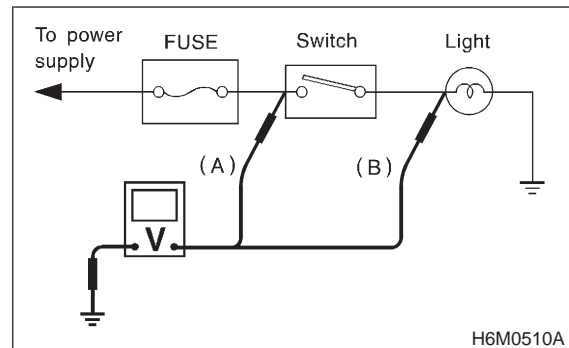 To power
supply
FUSE
Switch
Light
(A)
(B)
V
H6M0510A